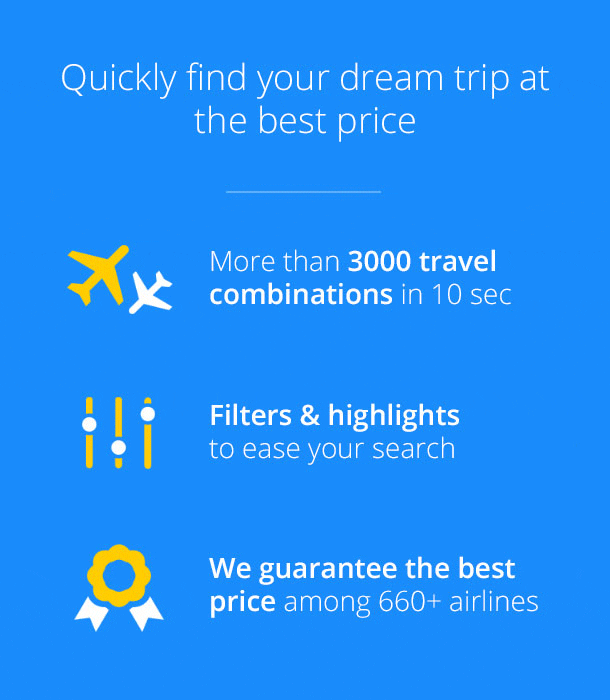 Quickly find your dream trip at
the best price
More than 3000 travel
combinations in 10 sec
Filters & highlights
to ease your search
We guarantee the best
price among 660+ airlines